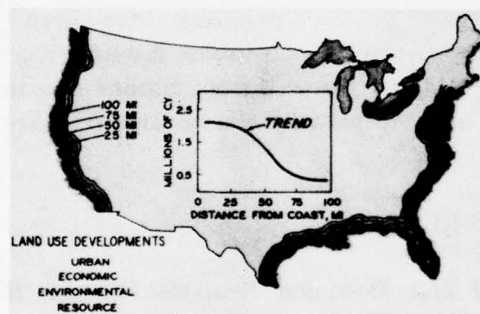 100 MI
75 MI
50 MI
25 MI
MILLIONS OF CY
2.5
1.5
0.5
TREND
0 25 50 75 100
DISTANCE FROM COAST, MI
LAND USE DEVELOPMENTS
URBAN
ECONOMIC
ENVIRONMENTAL
RESOURCE